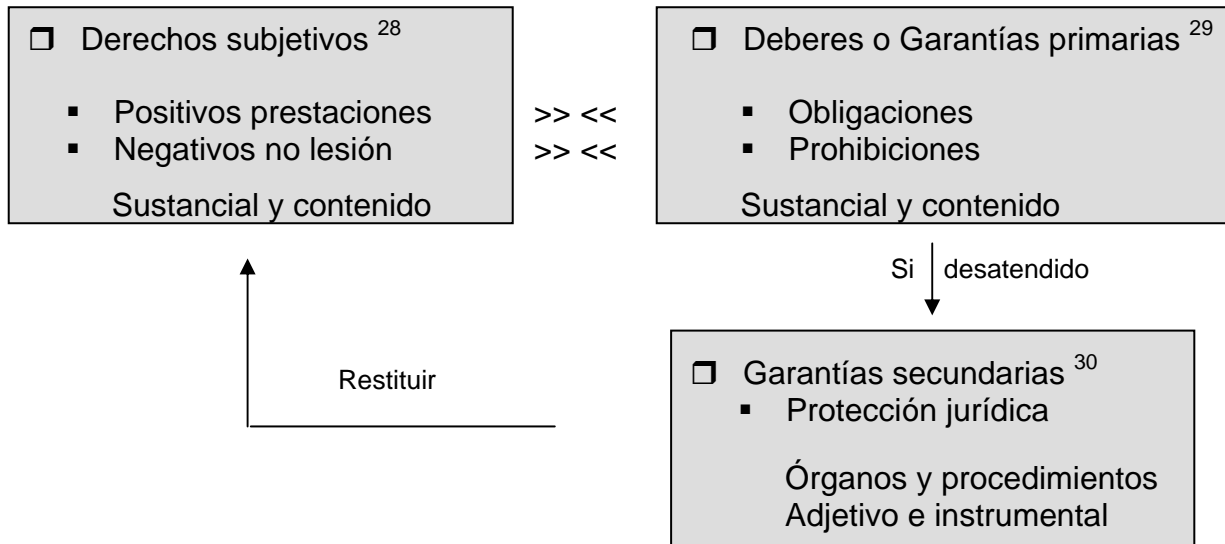 ❐ Derechos subjetivos 28
▪ Positivos prestaciones
▪ Negativos no lesión
Sustancial y contenido
>> <<
>> <<
❐ Deberes o Garantías primarias 29
▪ Obligaciones
▪ Prohibiciones
Sustancial y contenido
Si desatendido
Restituir
❐ Garantías secundarias 30
▪ Protección jurídica
Órganos y procedimientos
Adjetivo e instrumental